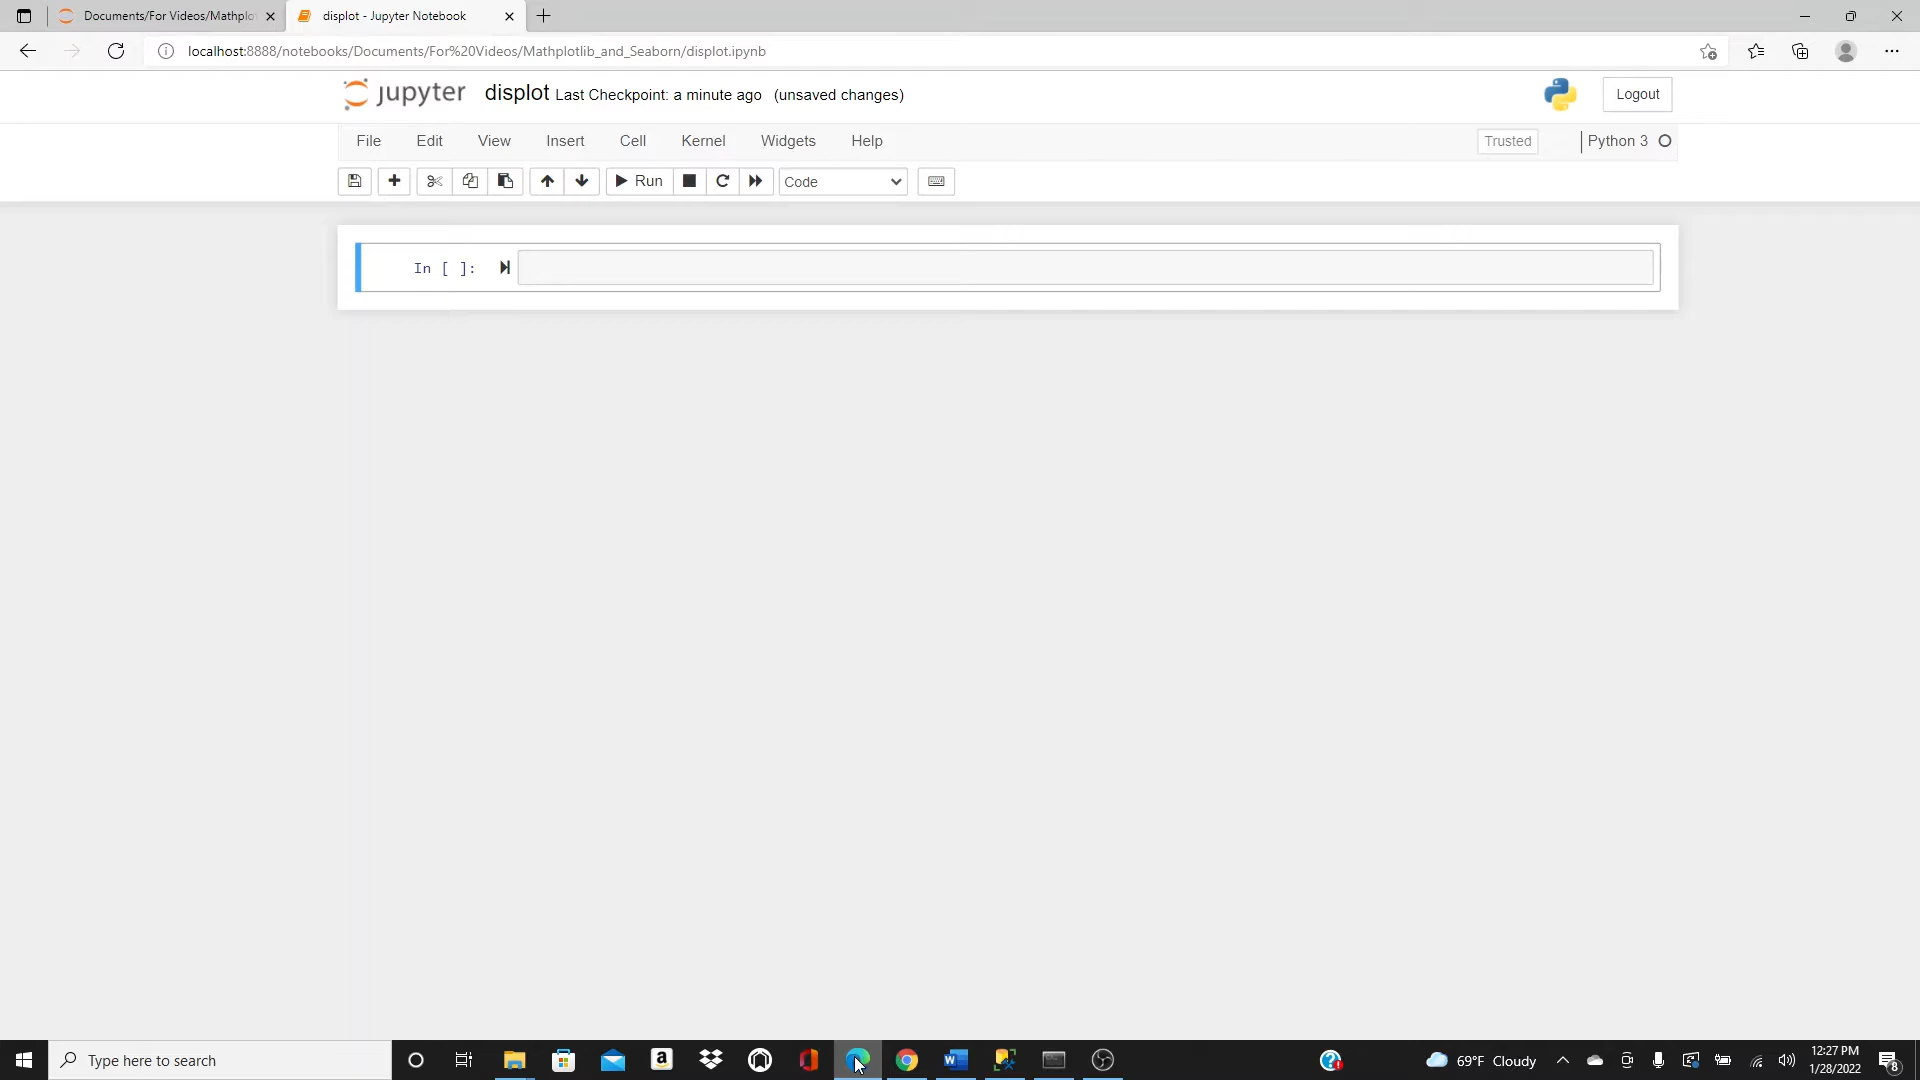 Documents/For Videos/Mathplo
displot - Jupyter Notebook
localhost:8888/notebooks/Documents/For%20Videos/Mathplotlib_and_Seaborn/displot.ipynb
jupyter displot Last Checkpoint: a minute ago (unsaved changes)
Logout
File Edit View Insert Cell Kernel Widgets Help
Trusted
Python 3
Run
Code
In [ ]:
Type here to search
69°F Cloudy
12:27 PM
1/28/2022
8